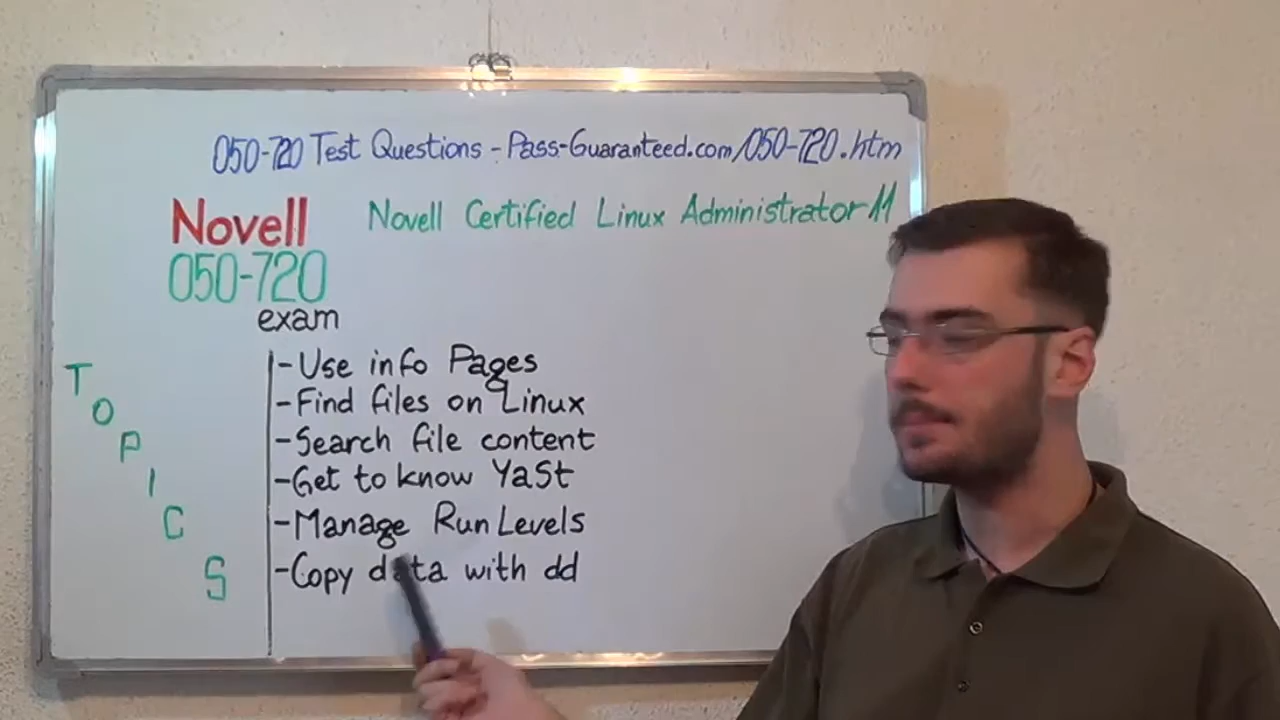 050-720 Test Questions - Pass-Guaranteed.com/050-720.htm
Novell Novell Certified Linux Administrator 11
050-720
exam
TOPICS
- Use info Pages
- Find files on Linux
- Search file content
- Get to know YaSt
- Manage Run Levels
- Copy data with dd